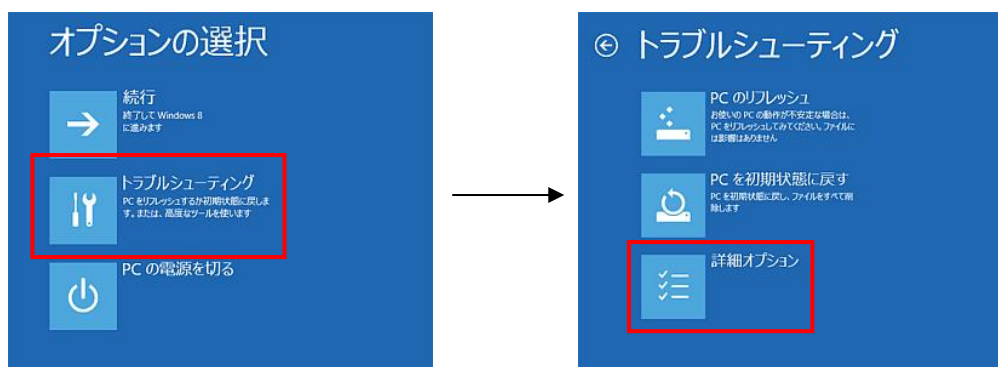 オプションの選択
続行
終了して Windows 8
に進みます
トラブルシューティング
PC をリフレッシュするか初期状態に戻しま
す。または、高度なツールを使います
PC の電源を切る
トラブルシューティング
PC のリフレッシュ
お使いの PC の動作が不安定な場合は、
PC をリフレッシュしてみてください。ファイルに
は影響はありません
PC を初期状態に戻す
PC を初期状態に戻し、ファイルをすべて削
除します
詳細オプション